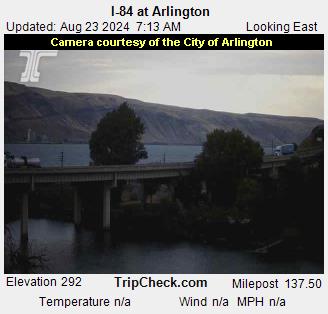 I-84 at Arlington
Updated: Aug 23 2024 7:13 AM Looking East
Camera courtesy of the City of Arlington
Elevation 292 TripCheck.com Milepost 137.50
Temperature n/a Wind n/a MPH n/a